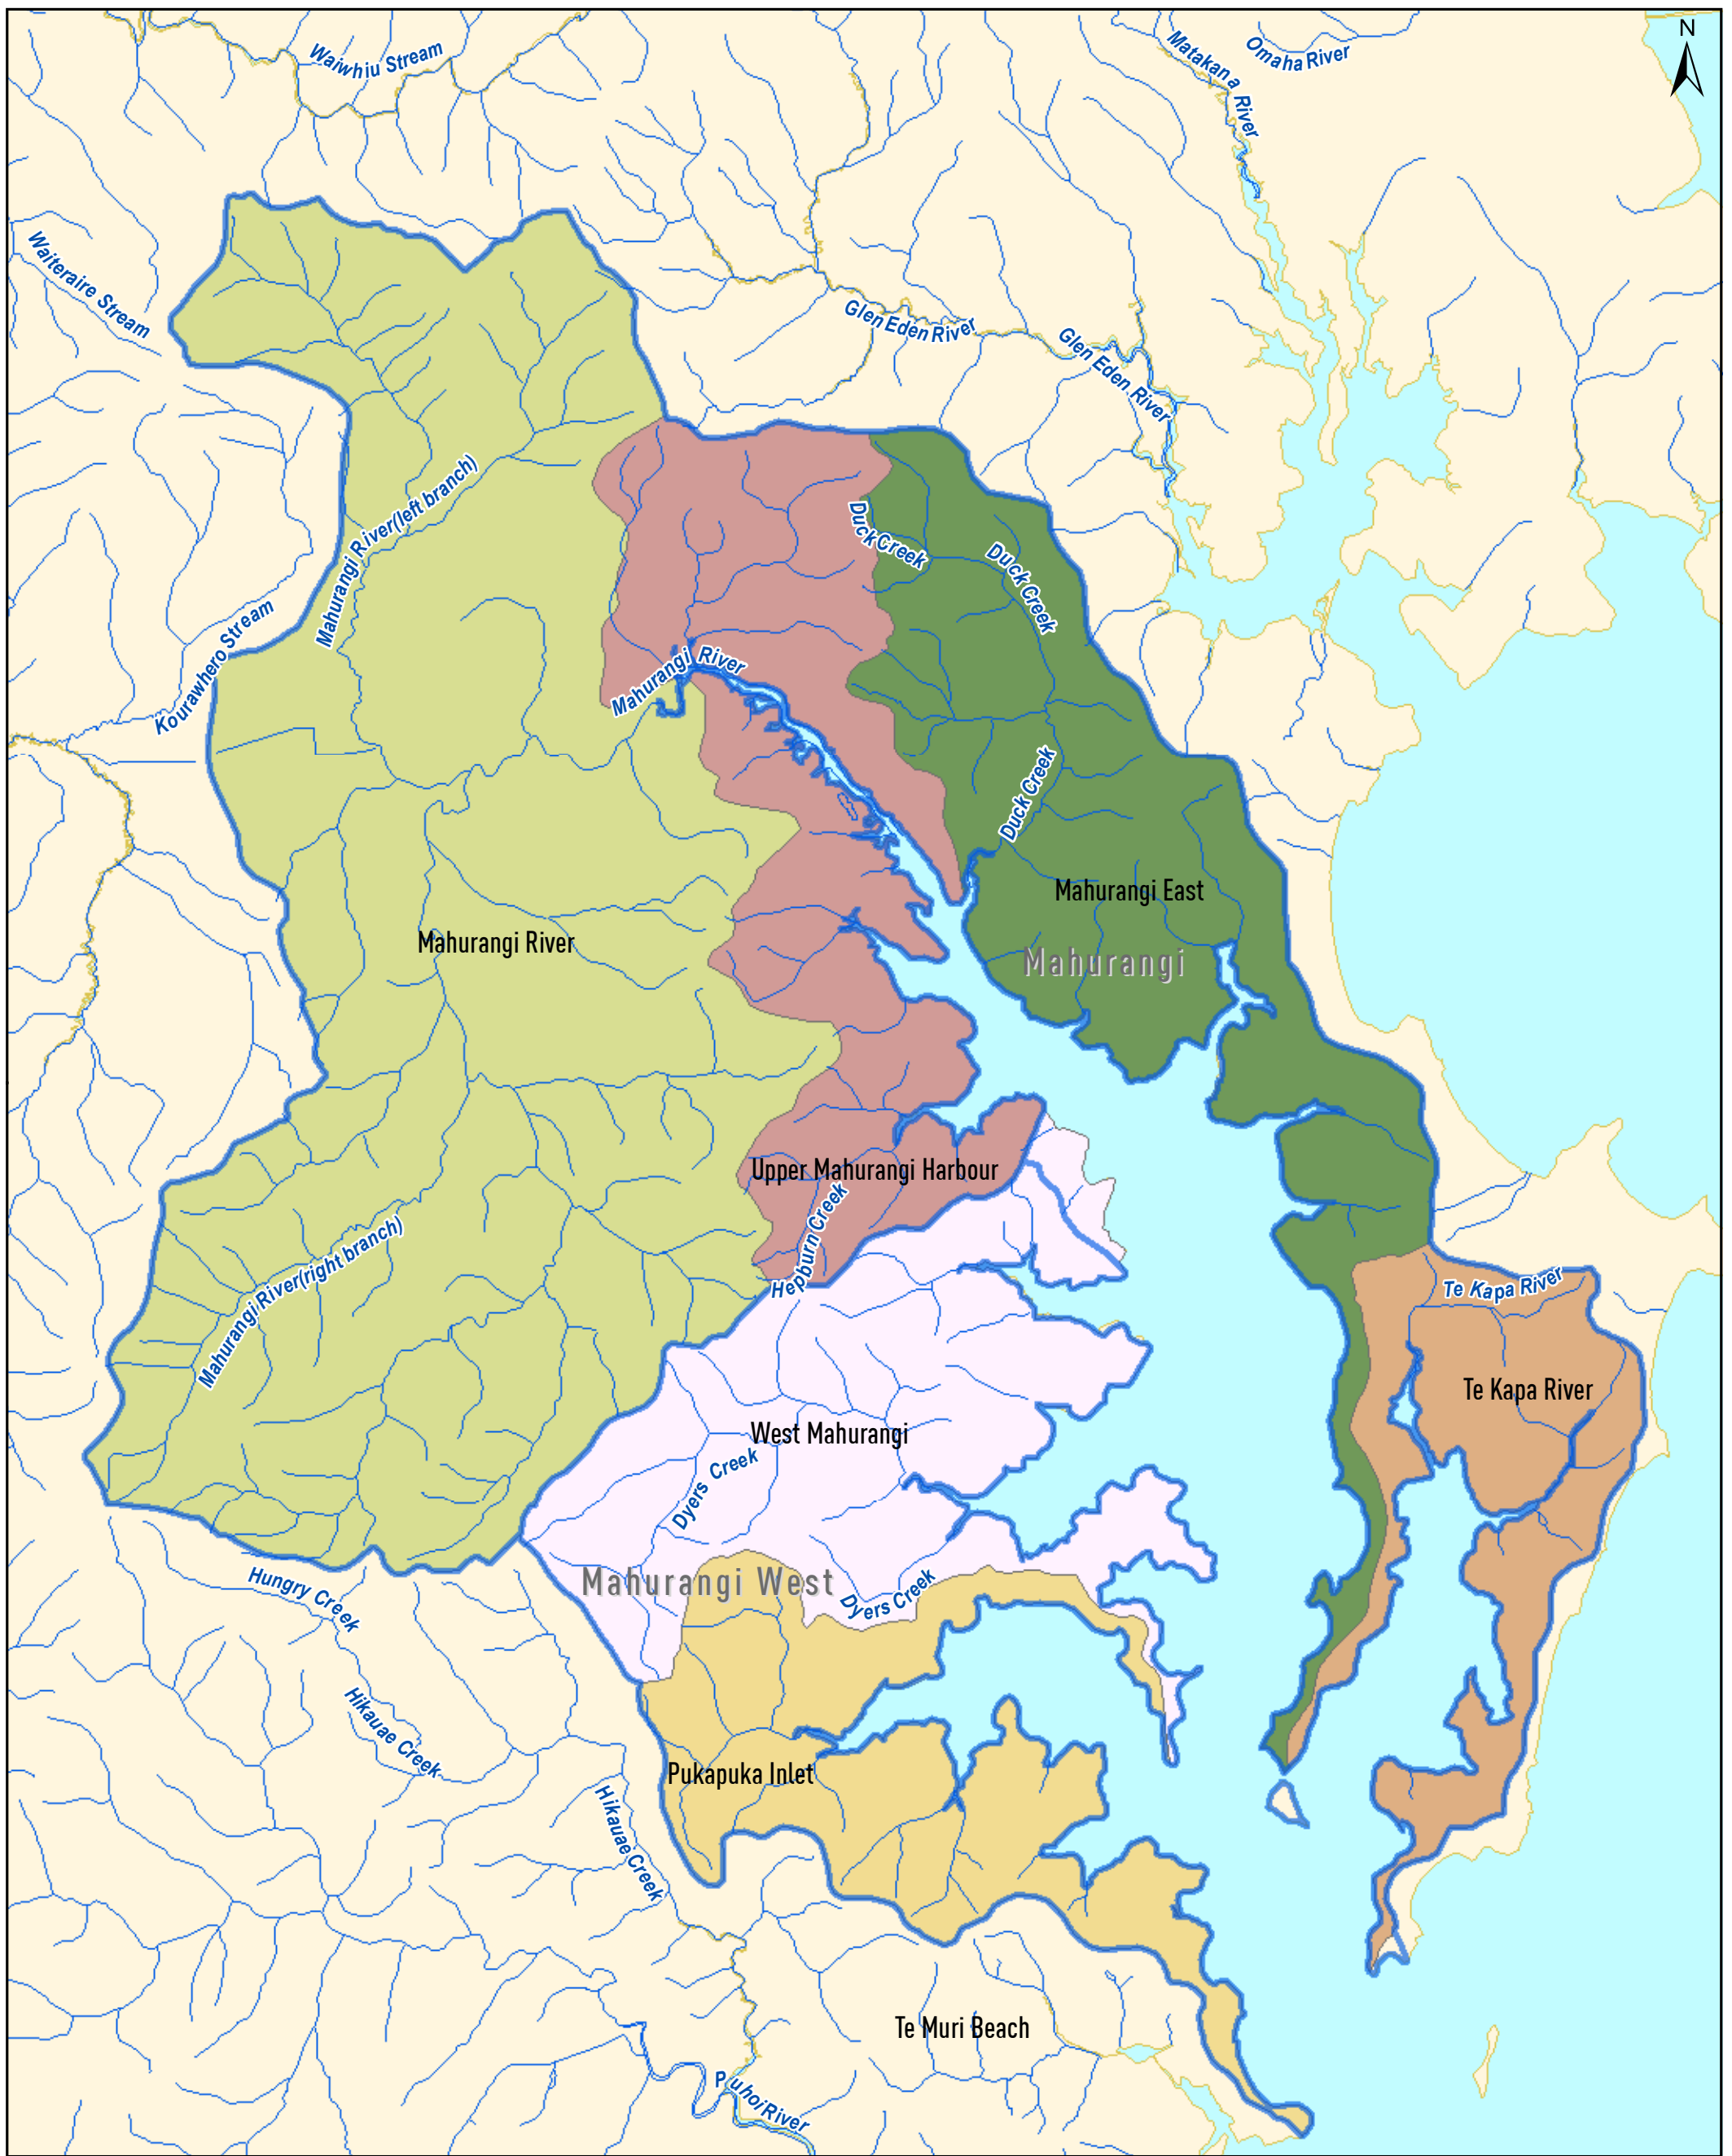 N
Waiwhiu Stream
Matakana River
Omaha River
Waiteraire Stream
Glen Eden River
Glen Eden River
Mahurangi River(left branch)
Duck Creek
Duck Creek
Kourawhero Stream
Mahurangi River
Duck Creek
Mahurangi East
Mahurangi River
Mahurangi
Upper Mahurangi Harbour
Hepburn Creek
Mahurangi River(right branch)
Te Kapa River
Te Kapa River
West Mahurangi
Dyers Creek
Mahurangi West
Dyers Creek
Hungry Creek
Hikauae Creek
Pukapuka Inlet
Hikauae Creek
Te Muri Beach
Puhoi River